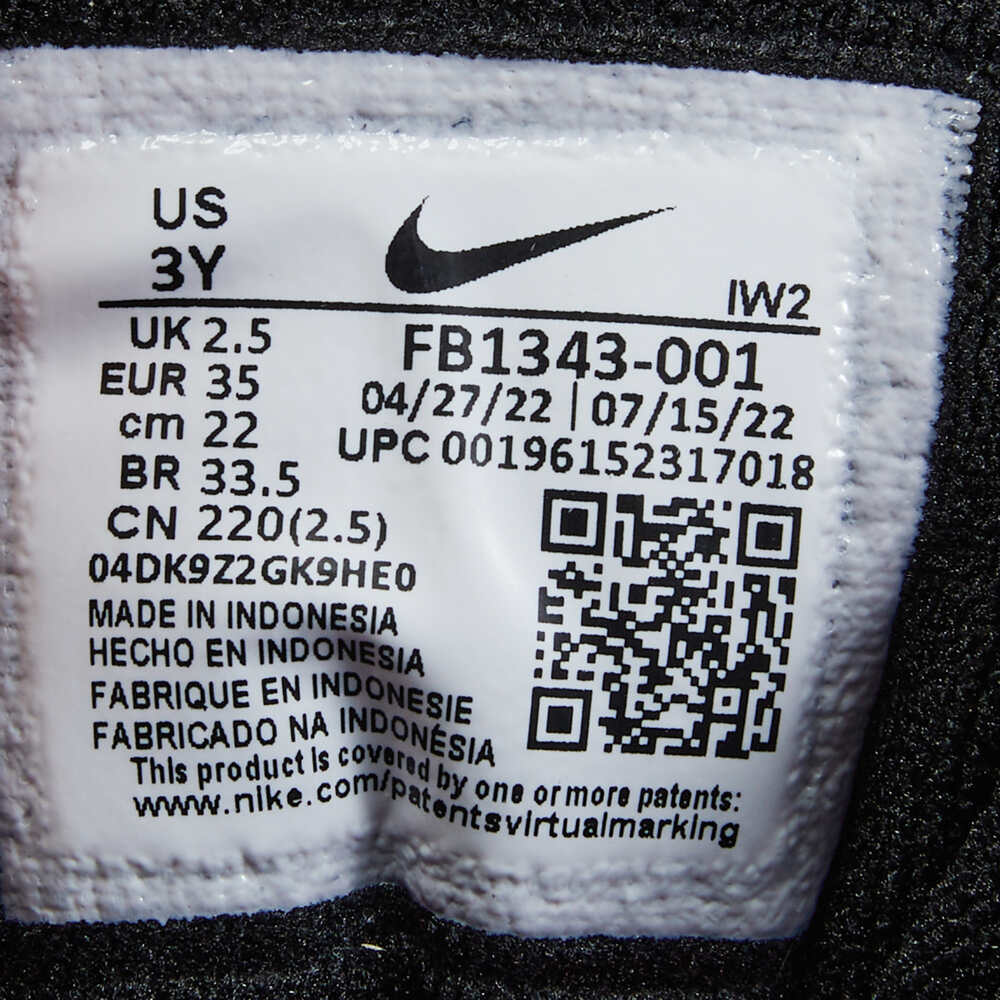 US
3Y
IW2
UK 2.5
EUR 35
cm 22
BR 33.5
CN 220(2.5)
FB1343-001
04/27/22 | 07/15/22
UPC 00196152317018
04DK9Z2GK9HE0
MADE IN INDONESIA
HECHO EN INDONESIA
FABRIQUE EN INDONESIE
FABRICADO NA INDONÉSIA
This product is covered by one or more patents:
www.nike.com/patentsvirtualmarking